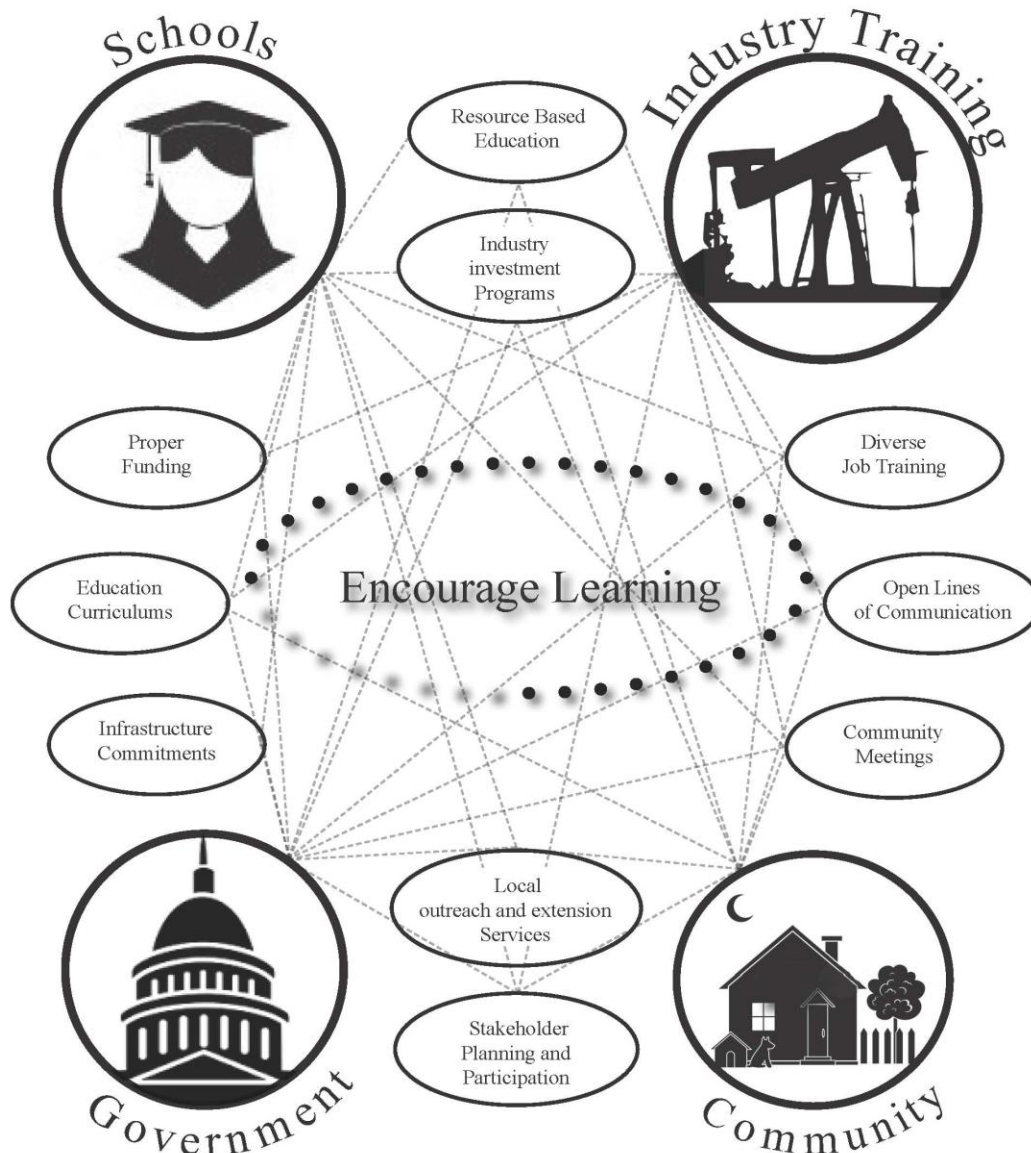 Schools
Industry Training
Resource Based
Education
Industry
investment
Programs
Proper
Funding
Diverse
Job Training
Encourage Learning
Education
Curriculums
Open Lines
of Communication
Infrastructure
Commitments
Community
Meetings
Local
outreach and extension
Services
Stakeholder
Planning and
Participation
Government
Community